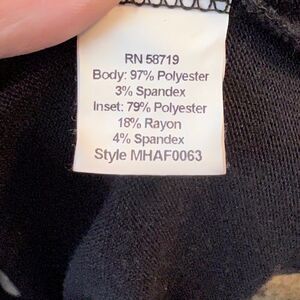 RN 58719
Body: 97% Polyester
3% Spandex
Inset: 79% Polyester
18% Rayon
4% Spandex
Style MHAF0063